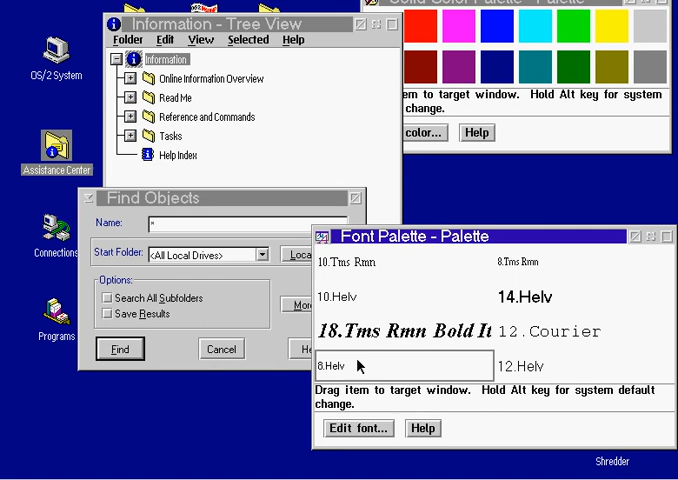 Information - Tree View
Folder Edit View Selected Help
Information
Online Information Overview
Read Me
Reference and Commands
Tasks
Help Index
OS/2 System
Assistance Center
Connections
Programs
Solid Color Palette - Palette
em to target window. Hold Alt key for system
change.
color... Help
Find Objects
Name: *
Start Folder: <All Local Drives> Loca
Options:
Search All Subfolders
Save Results
Mor
Find Cancel He
Font Palette - Palette
10.Tms Rmn 8.Tms Rmn
10.Helv 14.Helv
18.Tms Rmn Bold It 12.Courier
8.Helv 12.Helv
Drag item to target window. Hold Alt key for system default
change.
Edit font... Help
Shredder